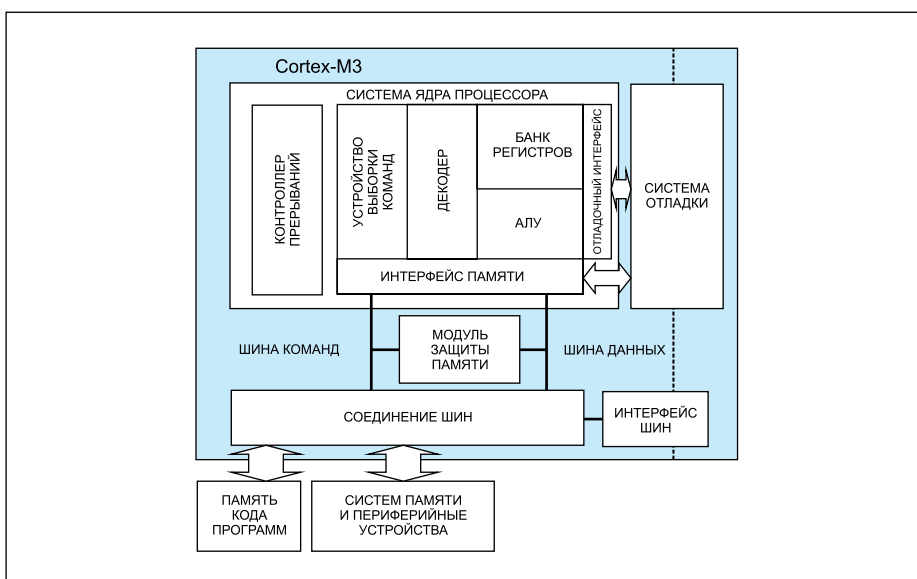 Cortex-M3
СИСТЕМА ЯДРА ПРОЦЕССОРА
КОНТРОЛЛЕР
ПРЕРЫВАНИЙ
УСТРОЙСТВО
ВЫБОРКИ
КОМАНД
ДЕКОДЕР
БАНК
РЕГИСТРОВ
АЛУ
ОТЛАДОЧНЫЙ ИНТЕРФЕЙС
СИСТЕМА
ОТЛАДКИ
ИНТЕРФЕЙС ПАМЯТИ
ШИНА КОМАНД
МОДУЛЬ
ЗАЩИТЫ
ПАМЯТИ
ШИНА ДАННЫХ
СОЕДИНЕНИЕ ШИН
ИНТЕРФЕЙС
ШИН
ПАМЯТЬ
КОДА
ПРОГРАММ
СИСТЕМ ПАМЯТИ
И ПЕРИФЕРИЙНЫЕ
УСТРОЙСТВА